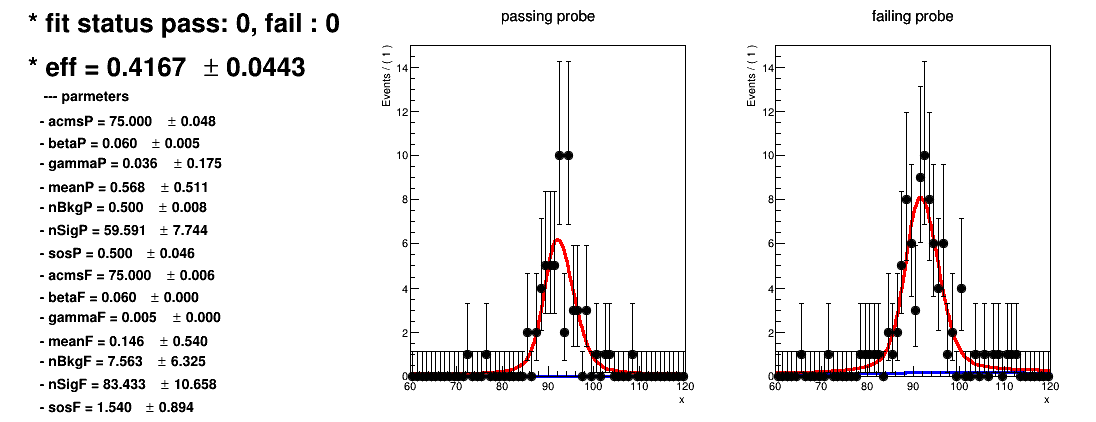 * fit status pass: 0, fail : 0
* eff = 0.4167 ± 0.0443
--- parmeters
- acmsP = 75.000 ± 0.048
- betaP = 0.060 ± 0.005
- gammaP = 0.036 ± 0.175
- meanP = 0.568 ± 0.511
- nBkgP = 0.500 ± 0.008
- nSigP = 59.591 ± 7.744
- sosP = 0.500 ± 0.046
- acmsF = 75.000 ± 0.006
- betaF = 0.060 ± 0.000
- gammaF = 0.005 ± 0.000
- meanF = 0.146 ± 0.540
- nBkgF = 7.563 ± 6.325
- nSigF = 83.433 ± 10.658
- sosF = 1.540 ± 0.894
passing probe
Events / ( 1 )
14
12
10
8
6
4
2
0
60 70 80 90 100 110 120
x
failing probe
Events / ( 1 )
14
12
10
8
6
4
2
0
60 70 80 90 100 110 120
x